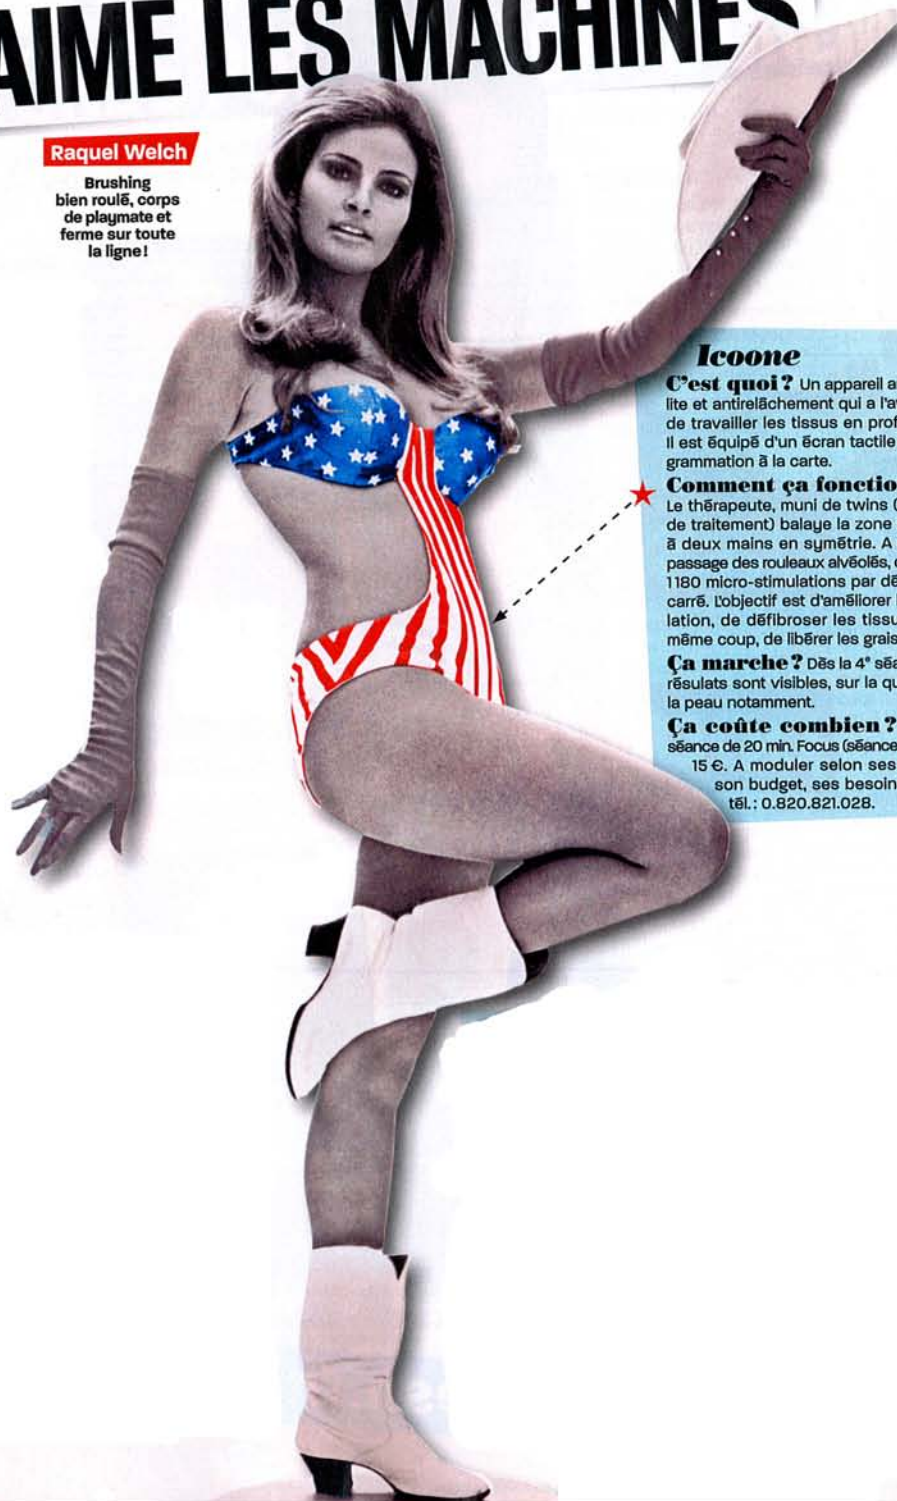 AIME LES MACHINES
Raquel Welch
Brushing
bien roulé, corps
de playmate et
ferme sur toute
la ligne!
Icoone
C'est quoi? Un appareil a
lite et antirelâchement qui a l'a
de travailler les tissus en prof
Il est équipé d'un écran tactile
grammation à la carte.
Comment ça fonctio
Le thérapeute, muni de twins (
de traitement) balaye la zone
à deux mains en symétrie. A
passage des rouleaux alvéolés,
1180 micro-stimulations par dé
carré. L'objectif est d'améliorer
lation, de défibroser les tissu
même coup, de libérer les grais
Ça marche? Dès la 4e séa
résulats sont visibles, sur la qu
la peau notamment.
Ça coûte combien?
séance de 20 min. Focus (séance
15 €. A moduler selon ses
son budget, ses besoin
tél.: 0.820.821.028.